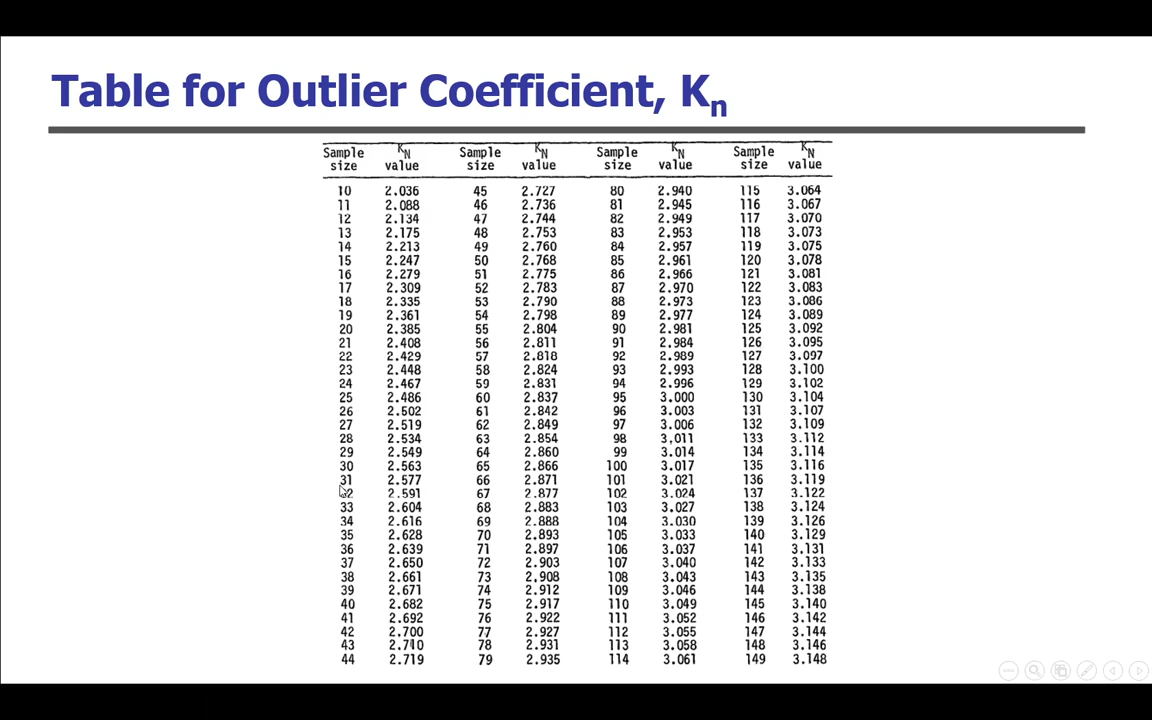 Table for Outlier Coefficient, Kn
Sample KN Sample KN Sample KN Sample KN
size value size value size value size value
10 2.036 45 2.727 80 2.940 115 3.064
11 2.088 46 2.736 81 2.945 116 3.067
12 2.134 47 2.744 82 2.949 117 3.070
13 2.175 48 2.753 83 2.953 118 3.073
14 2.213 49 2.760 84 2.957 119 3.075
15 2.247 50 2.768 85 2.961 120 3.078
16 2.279 51 2.775 86 2.966 121 3.081
17 2.309 52 2.783 87 2.970 122 3.083
18 2.335 53 2.790 88 2.973 123 3.086
19 2.361 54 2.798 89 2.977 124 3.089
20 2.385 55 2.804 90 2.981 125 3.092
21 2.408 56 2.811 91 2.984 126 3.095
22 2.429 57 2.818 92 2.989 127 3.097
23 2.448 58 2.824 93 2.993 128 3.100
24 2.467 59 2.831 94 2.996 129 3.102
25 2.486 60 2.837 95 3.000 130 3.104
26 2.502 61 2.842 96 3.003 131 3.107
27 2.519 62 2.849 97 3.006 132 3.109
28 2.534 63 2.854 98 3.011 133 3.112
29 2.549 64 2.860 99 3.014 134 3.114
30 2.563 65 2.866 100 3.017 135 3.116
31 2.577 66 2.871 101 3.021 136 3.119
32 2.591 67 2.877 102 3.024 137 3.122
33 2.604 68 2.883 103 3.027 138 3.124
34 2.616 69 2.888 104 3.030 139 3.126
35 2.628 70 2.893 105 3.033 140 3.129
36 2.639 71 2.897 106 3.037 141 3.131
37 2.650 72 2.903 107 3.040 142 3.133
38 2.661 73 2.908 108 3.043 143 3.135
39 2.671 74 2.912 109 3.046 144 3.138
40 2.682 75 2.917 110 3.049 145 3.140
41 2.692 76 2.922 111 3.052 146 3.142
42 2.700 77 2.927 112 3.055 147 3.144
43 2.710 78 2.931 113 3.058 148 3.146
44 2.719 79 2.935 114 3.061 149 3.148